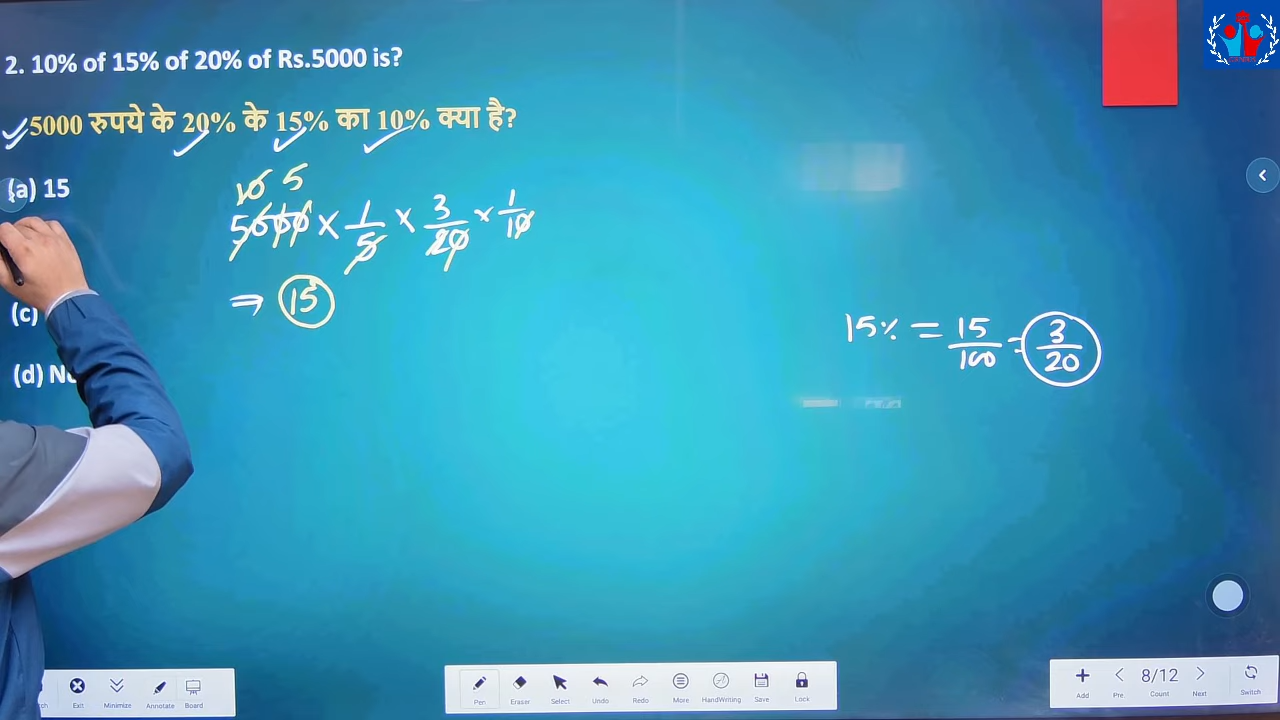 2. 10% of 15% of 20% of Rs.5000 is?
5000 रुपये के 20% के 15% का 10% क्या है?
(a) 15
10 5
5000 × 1/5 × 3/20 × 1/10
⇒ 15
(c)
15% = 15/100 = 3/20
(d)
Exit Minimize Annotate Board
Pen Eraser Select Undo Redo More HandWriting Save Lock
8/12
Add Pre. Count Next Switch